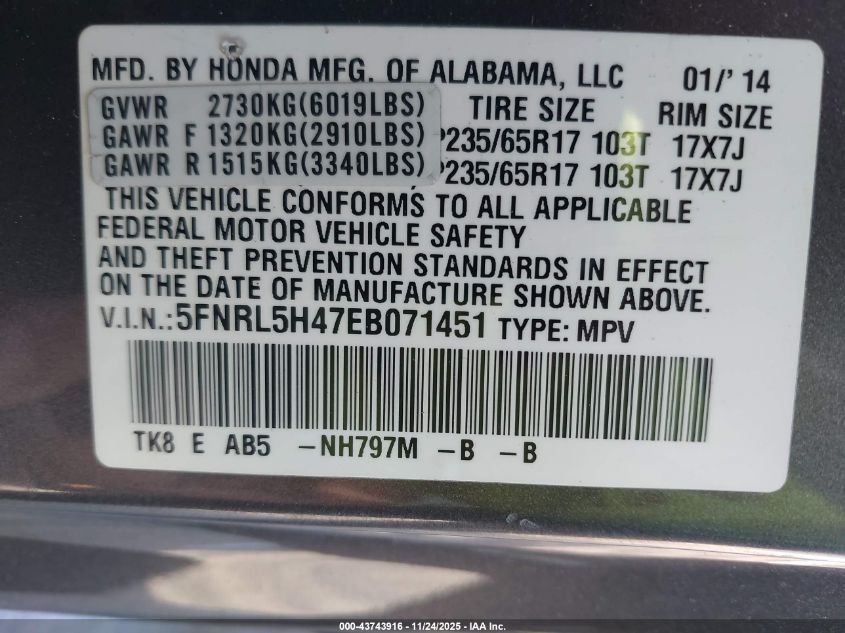 MFD. BY HONDA MFG. OF ALABAMA, LLC 01/' 14
GVWR 2730KG(6019LBS) TIRE SIZE RIM SIZE
GAWR F 1320KG(2910LBS) P235/65R17 103T 17X7J
GAWR R 1515KG(3340LBS) P235/65R17 103T 17X7J
THIS VEHICLE CONFORMS TO ALL APPLICABLE
FEDERAL MOTOR VEHICLE SAFETY
AND THEFT PREVENTION STANDARDS IN EFFECT
ON THE DATE OF MANUFACTURE SHOWN ABOVE.
V.I.N.:5FNRL5H47EB071451 TYPE: MPV
TK8 E AB5 -NH797M -B -B
000-43743916 - 11/24/2025 - IAA Inc.